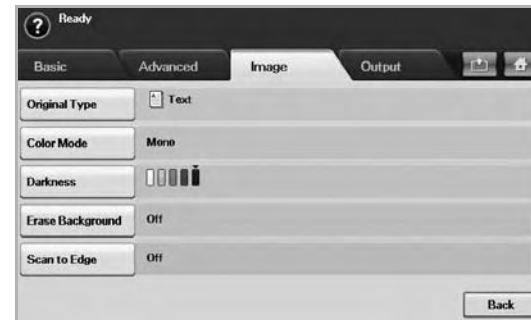 ? Ready
Basic Advanced Image Output
Original Type Text
Color Mode Mono
Darkness
Erase Background Off
Scan to Edge Off
Back